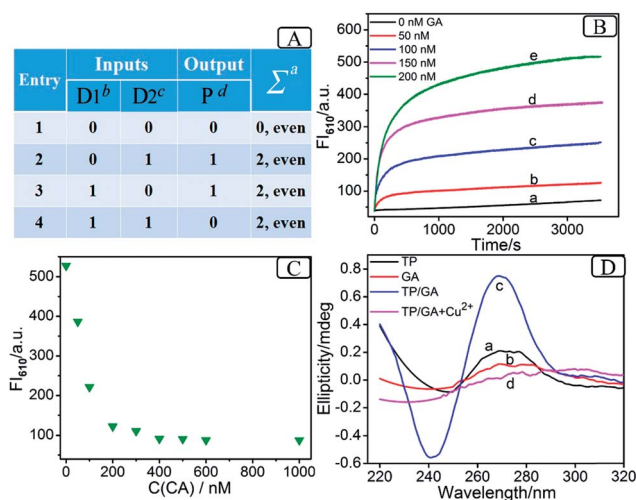 A
Entry Inputs Output Σ a
D1 b D2 c P d
1 0 0 0 0, even
2 0 1 1 2, even
3 1 0 1 2, even
4 1 1 0 2, even
B
0 nM GA
50 nM
100 nM
150 nM
200 nM
e
d
c
b
a
FI610/a.u.
600
500
400
300
200
100
0 1000 2000 3000
Time/s
C
FI610/a.u.
500
400
300
200
100
0 200 400 600 800 1000
C(CA) / nM
D
TP
GA
TP/GA
TP/GA+Cu2+
c
a
b
d
Ellipticity/mdeg
0.8
0.6
0.4
0.2
0.0
-0.2
-0.4
-0.6
220 240 260 280 300 320
Wavelength/nm